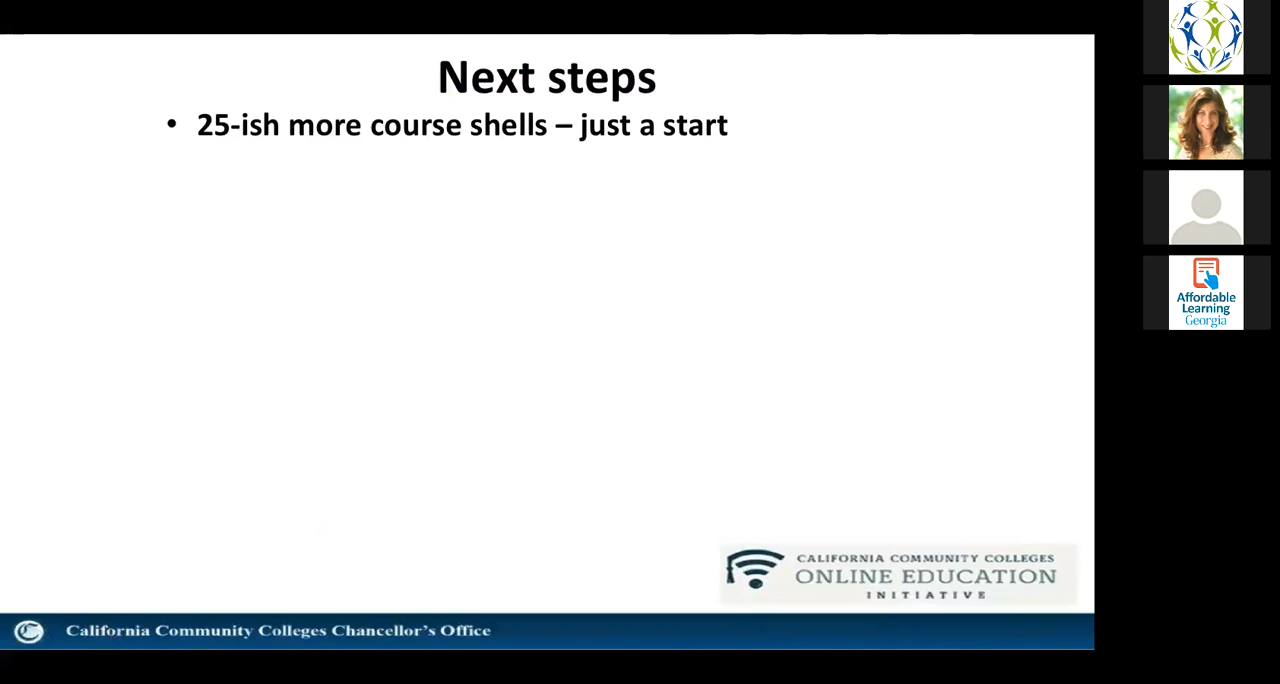 Next steps
• 25-ish more course shells – just a start
CALIFORNIA COMMUNITY COLLEGES
ONLINE EDUCATION
INITIATIVE
California Community Colleges Chancellor's Office
Affordable
Learning
Georgia